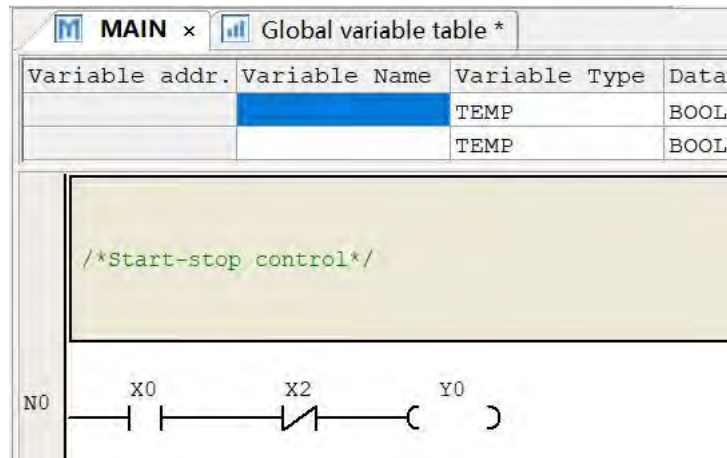 MAIN × Global variable table *
Variable addr. Variable Name Variable Type Data
TEMP BOOL
TEMP BOOL
/*Start-stop control*/
X0 X2 Y0
N0